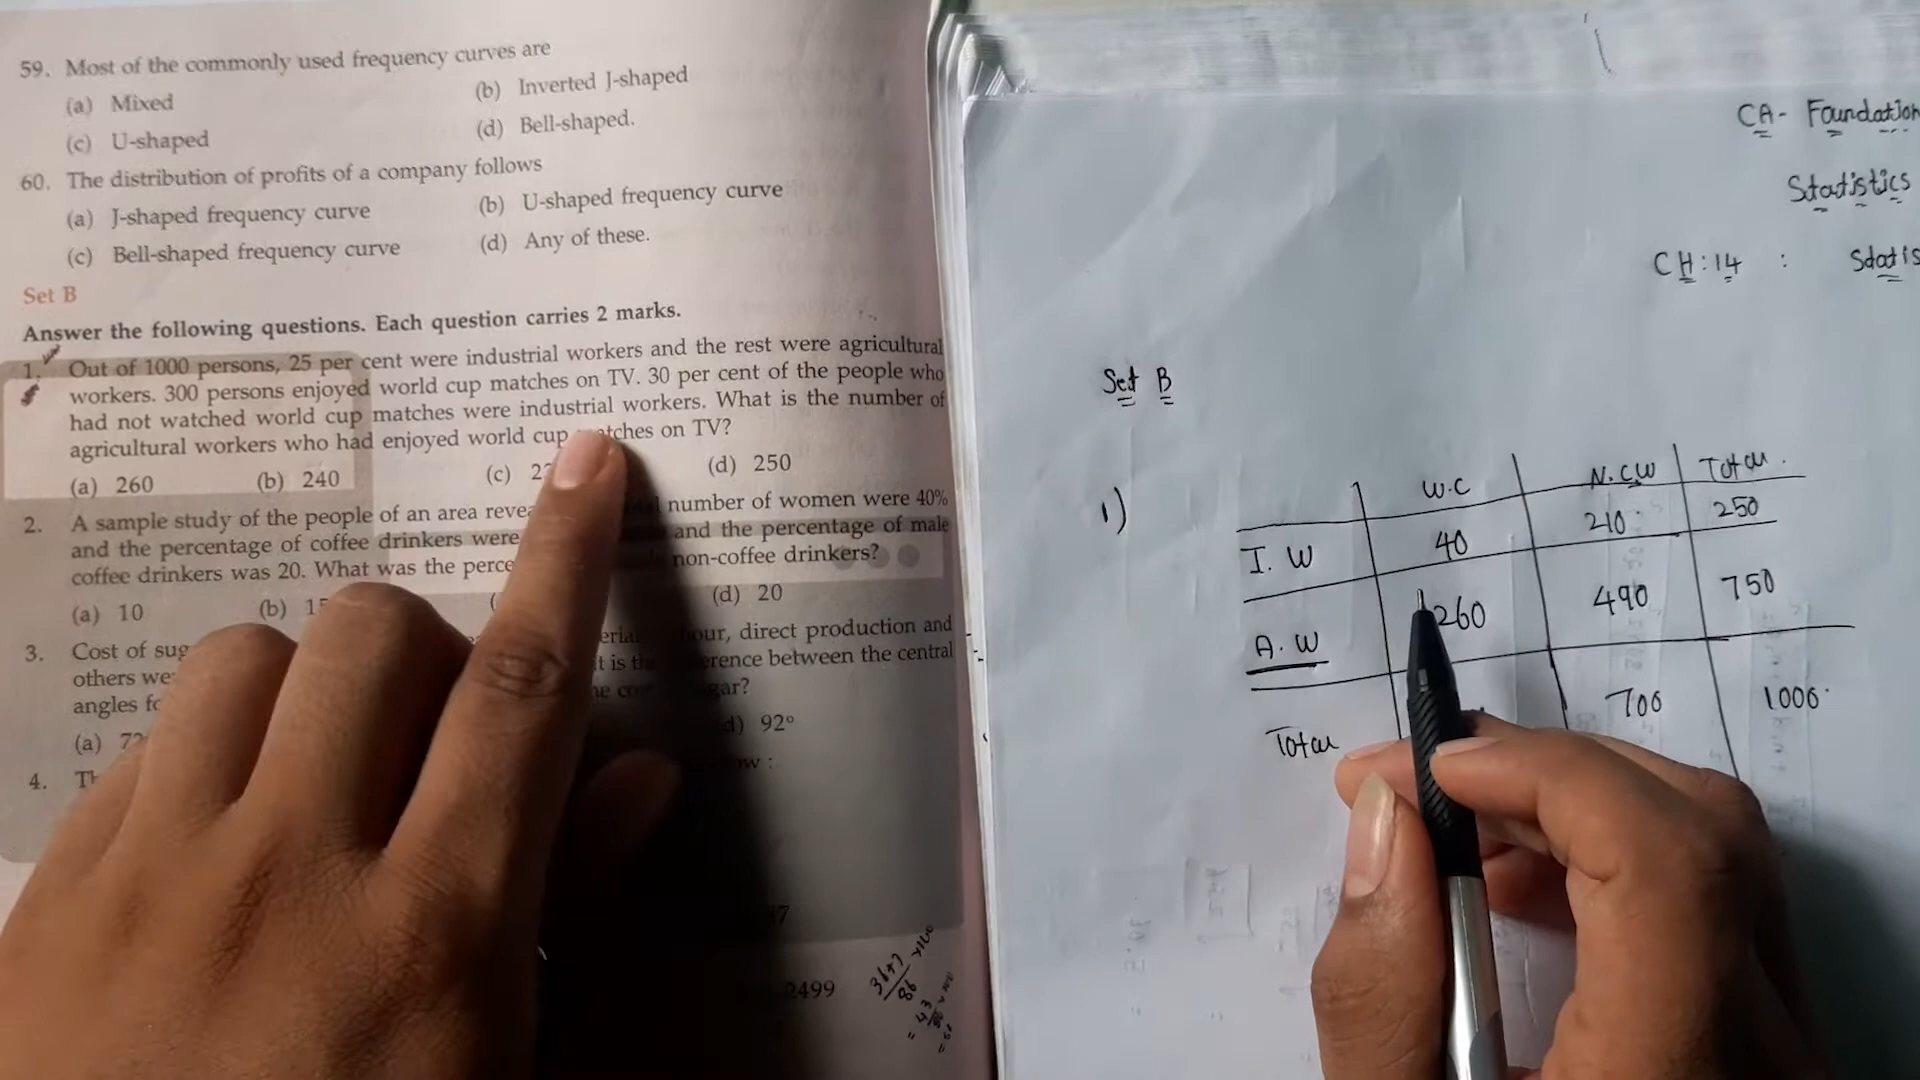 59. Most of the commonly used frequency curves are
(a) Mixed (b) Inverted J-shaped
(c) U-shaped (d) Bell-shaped.
60. The distribution of profits of a company follows
(a) J-shaped frequency curve (b) U-shaped frequency curve
(c) Bell-shaped frequency curve (d) Any of these.
Set B
Answer the following questions. Each question carries 2 marks.
1. Out of 1000 persons, 25 per cent were industrial workers and the rest were agricultural
workers. 300 persons enjoyed world cup matches on TV. 30 per cent of the people who
had not watched world cup matches were industrial workers. What is the number of
agricultural workers who had enjoyed world cup matches on TV?
(a) 260 (b) 240 (c) (d) 250
2. A sample study of the people of an area number of women were 40%
and the percentage of coffee drinkers were and the percentage of male
coffee drinkers was 20. What was the non-coffee drinkers?
(a) 10 (b) (d) 20
3. Cost of direct production and
others between the central
angles
(a) (d) 92°
4.
2499
CA- Foundation
Statistics
CH:14 :
Set B
1)
W.C N.CW Total
I.W 40 210 250
A.W 260 490 750
Total 700 1000